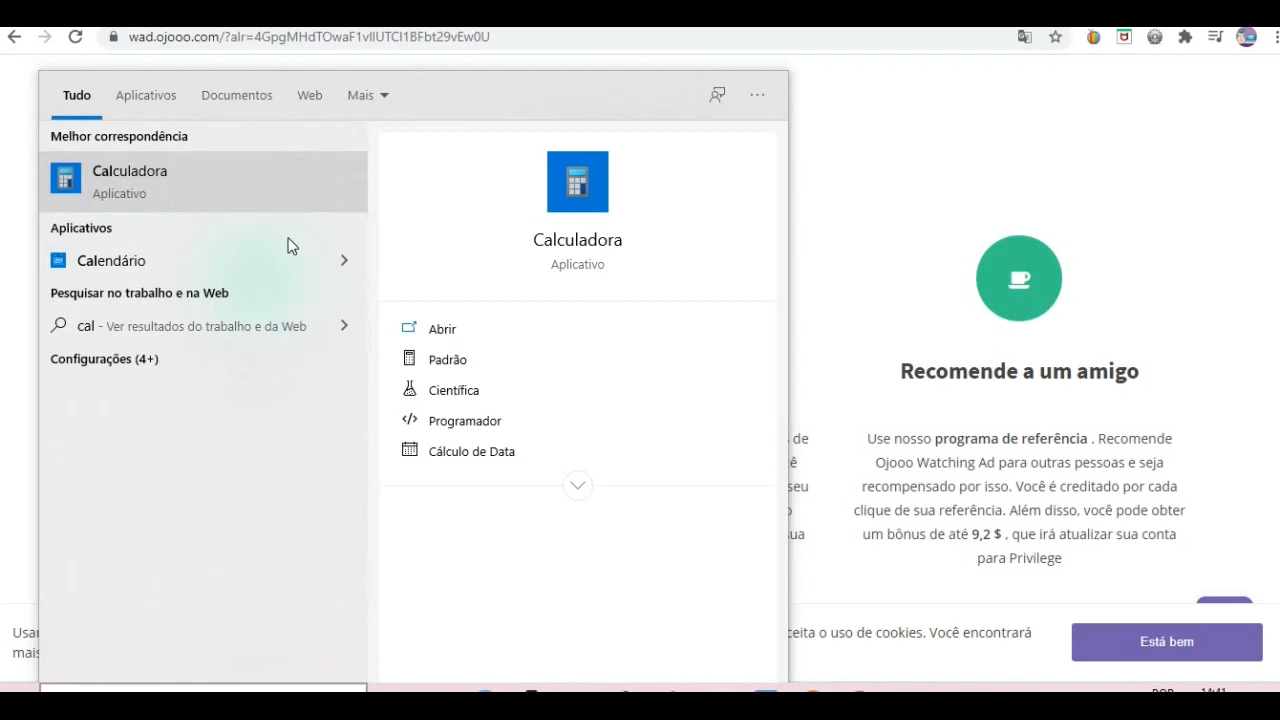 wad.ojooo.com/?alr=4GpgMHdTOwaF1vIlUTCI1BFbt29vEw0U
Tudo Aplicativos Documentos Web Mais
Melhor correspondência
Calculadora
Aplicativo
Aplicativos
Calendário
Pesquisar no trabalho e na Web
cal - Ver resultados do trabalho e da Web
Configurações (4+)
Calculadora
Aplicativo
Abrir
Padrão
Científica
Programador
Cálculo de Data
Recomende a um amigo
Use nosso programa de referência . Recomende
Ojooo Watching Ad para outras pessoas e seja
recompensado por isso. Você é creditado por cada
clique de sua referência. Além disso, você pode obter
um bônus de até 9,2 $ , que irá atualizar sua conta
para Privilege
de
seu
ceita o uso de cookies. Você encontrará
mais
Está bem